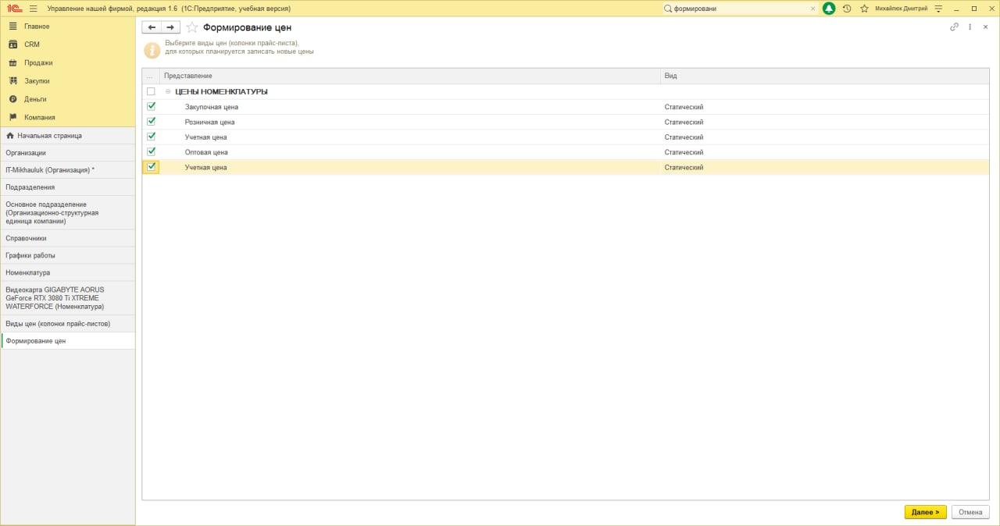 1С Управление нашей фирмой, редакция 1.6 (1С:Предприятие, учебная версия)
формировани
Михайлюк Дмитрий
Главное
CRM
Продажи
Закупки
Деньги
Компания
Начальная страница
Организации
IT-Mikhauluk (Организация) *
Подразделения
Основное подразделение
(Организационно-структурная
единица компании)
Справочники
Графики работы
Номенклатура
Видеокарта GIGABYTE AORUS
GeForce RTX 3080 Ti XTREME
WATERFORCE (Номенклатура)
Виды цен (колонки прайс-листов)
Формирование цен
Формирование цен
Выберите виды цен (колонки прайс-листа),
для которых планируется записать новые цены
... Представление Вид
ЦЕНЫ НОМЕНКЛАТУРЫ
Закупочная цена Статический
Розничная цена Статический
Учетная цена Статический
Оптовая цена Статический
Учетная цена Статический
Далее > Отмена